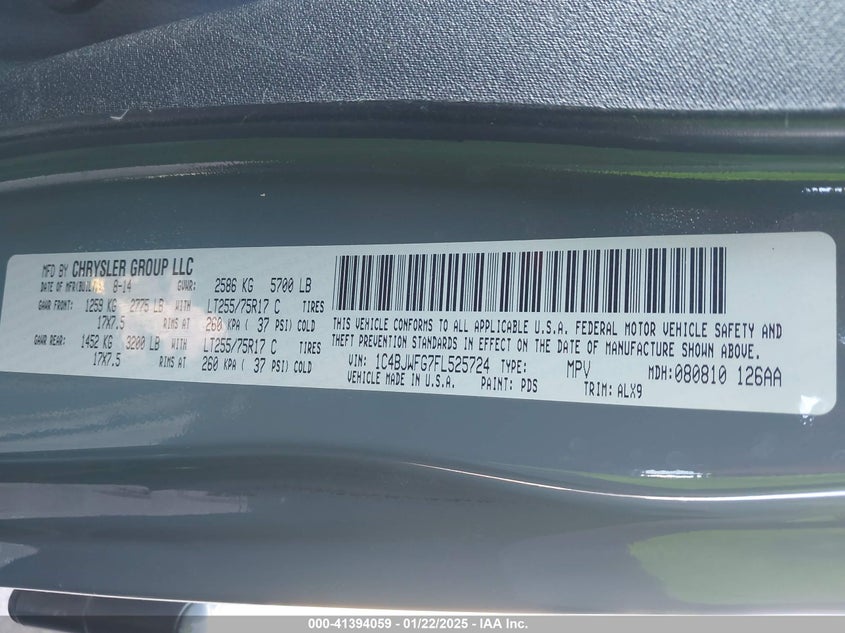 MFD BY CHRYSLER GROUP LLC
DATE OF MFR(BUILT): 8-14 GVWR: 2586 KG 5700 LB
GAWR FRONT: 1259 KG 2775 LB WITH LT255/75R17 C TIRES
17X7.5 RIMS AT 260 KPA ( 37 PSI) COLD
GAWR REAR: 1452 KG 3200 LB WITH LT255/75R17 C TIRES
17X7.5 RIMS AT 260 KPA ( 37 PSI) COLD
THIS VEHICLE CONFORMS TO ALL APPLICABLE U.S.A. FEDERAL MOTOR VEHICLE SAFETY AND
THEFT PREVENTION STANDARDS IN EFFECT ON THE DATE OF MANUFACTURE SHOWN ABOVE.
VIN: 1C4BJWFG7FL525724 TYPE: MPV MDH:080810 126AA
VEHICLE MADE IN U.S.A. PAINT: PDS TRIM: ALX9
000-41394059 - 01/22/2025 - IAA Inc.